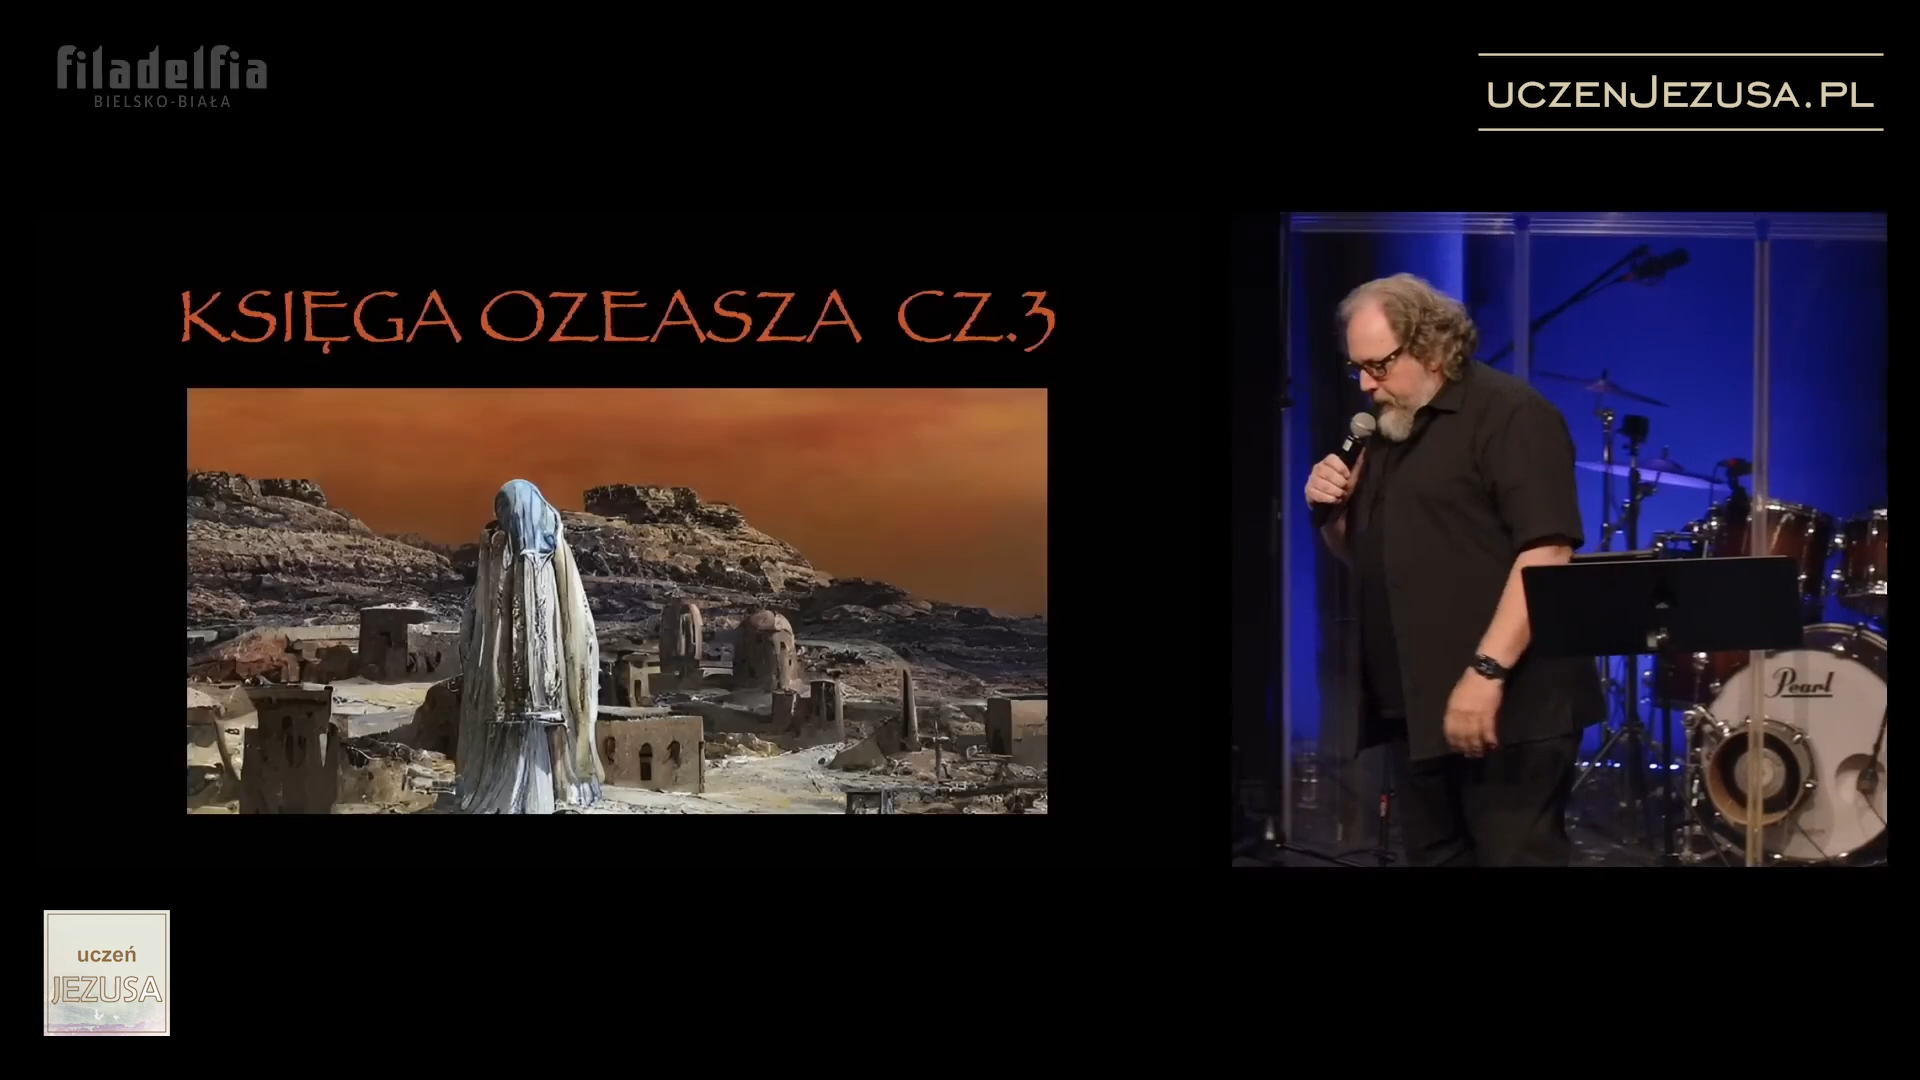 filadelfia
BIELSKO-BIAŁA
UCZENJEZUSA.PL
KSIĘGA OZEASZA CZ.3
Pearl
uczeń
JEZUSA